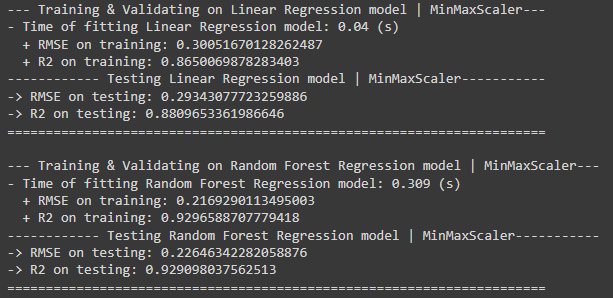 --- Training & Validating on Linear Regression model | MinMaxScaler---
- Time of fitting Linear Regression model: 0.04 (s)
+ RMSE on training: 0.30051670128262487
+ R2 on training: 0.8650069878283403
------------ Testing Linear Regression model | MinMaxScaler-----------
-> RMSE on testing: 0.29343077723259886
-> R2 on testing: 0.8809653361986646
======================================================================
--- Training & Validating on Random Forest Regression model | MinMaxScaler---
- Time of fitting Random Forest Regression model: 0.309 (s)
+ RMSE on training: 0.2169290113495003
+ R2 on training: 0.9296588707779418
------------ Testing Random Forest Regression model | MinMaxScaler-----------
-> RMSE on testing: 0.22646342282058876
-> R2 on testing: 0.929098037562513
======================================================================